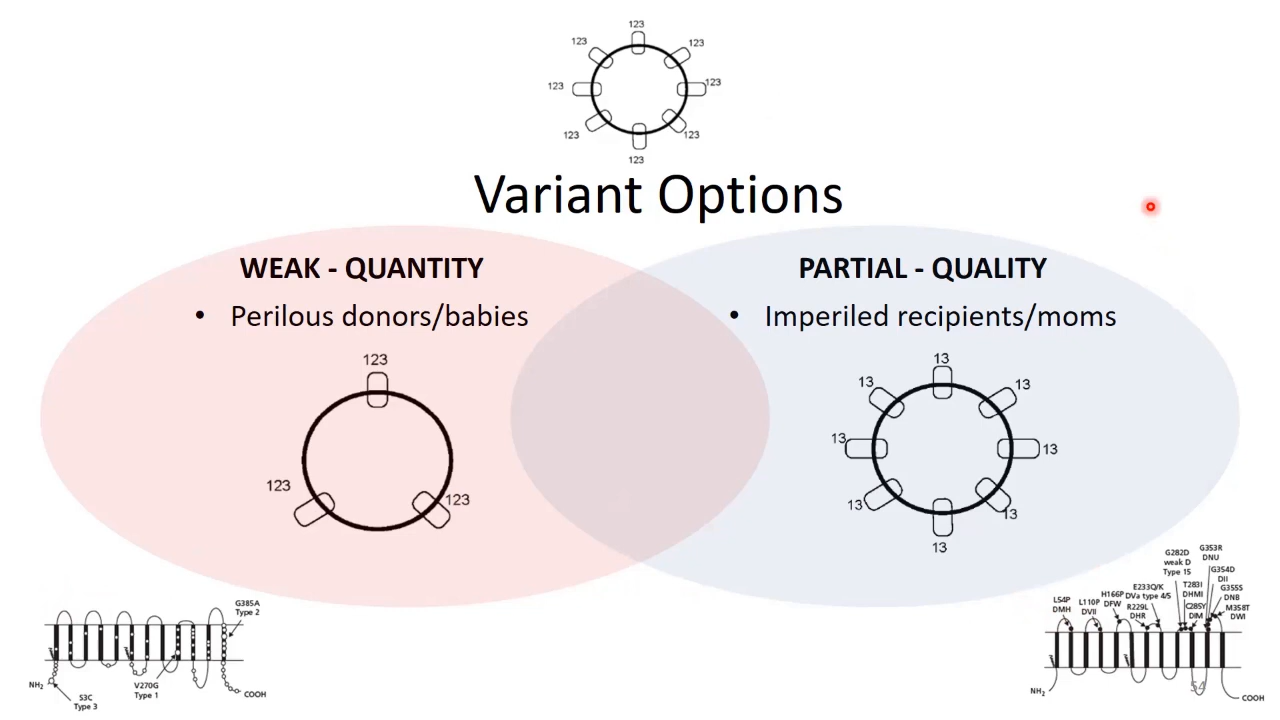 123
123
123
123
123
123
123
123
Variant Options
WEAK - QUANTITY
• Perilous donors/babies
123
123
123
PARTIAL - QUALITY
• Imperiled recipients/moms
13
13
13
13
13
13
13
13
G385A
Type 2
NH2
S3C
Type 3
V270G
Type 1
COOH
L54P
DMH
L110P
DVII
H166P
DFW
R229L
DHR
E233Q/K
DVa type 4/5
G282D
weak D
Type 15
T283I
DHMI
C285Y
DIM
G353R
DNU
G354D
DII
G355S
DNB
M358T
DWI
NH2
54
COOH